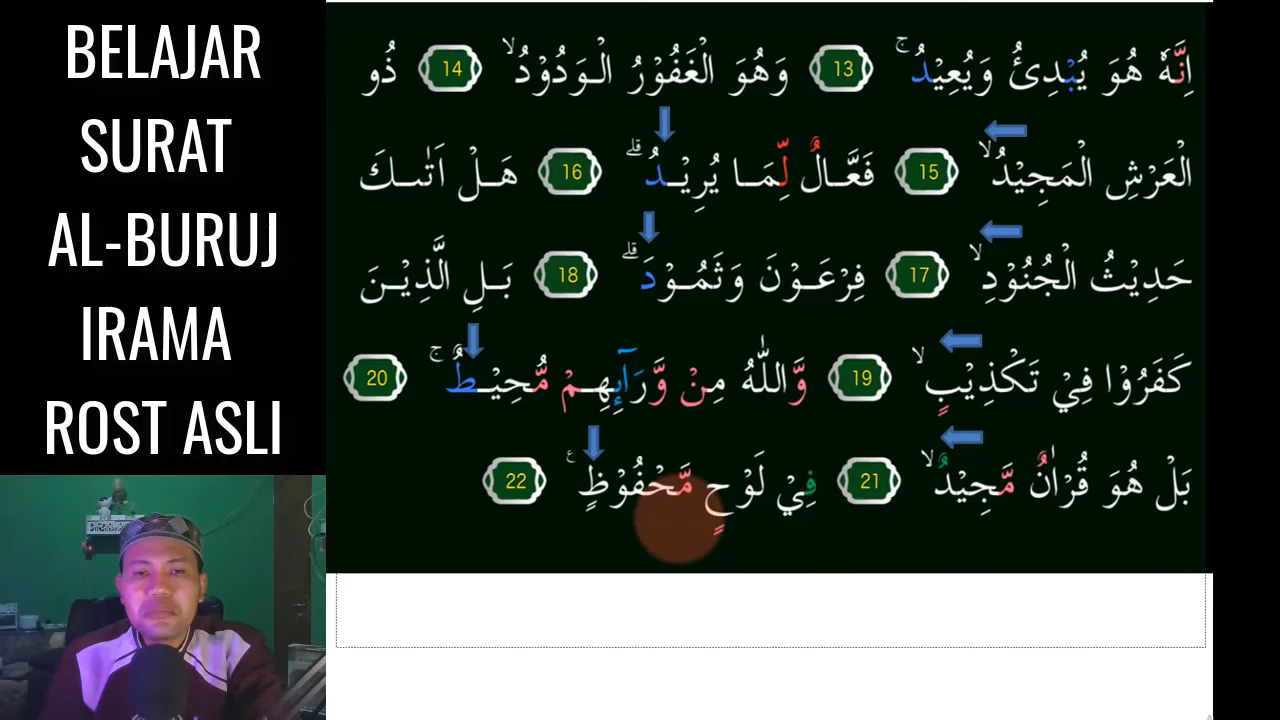 BELAJAR
SURAT
AL-BURUJ
IRAMA
ROST ASLI
اِنَّهٗ هُوَ يُبْدِئُ وَيُعِيْدُ ۚ 13 وَهُوَ الْغَفُوْرُ الْوَدُوْدُ ۙ 14 ذُو
الْعَرْشِ الْمَجِيْدُ ۙ 15 فَعَّالٌ لِّمَا يُرِيْدُ ۗ 16 هَلْ اَتٰىكَ
حَدِيْثُ الْجُنُوْدِ ۙ 17 فِرْعَوْنَ وَثَمُوْدَ ۗ 18 بَلِ الَّذِيْنَ
كَفَرُوْا فِيْ تَكْذِيْبٍ ۙ 19 وَّاللّٰهُ مِنْ وَّرَآئِهِمْ مُّحِيْطٌ ۚ 20
بَلْ هُوَ قُرْاٰنٌ مَّجِيْدٌ ۙ 21 فِيْ لَوْحٍ مَّحْفُوْظٍ ࣖ 22